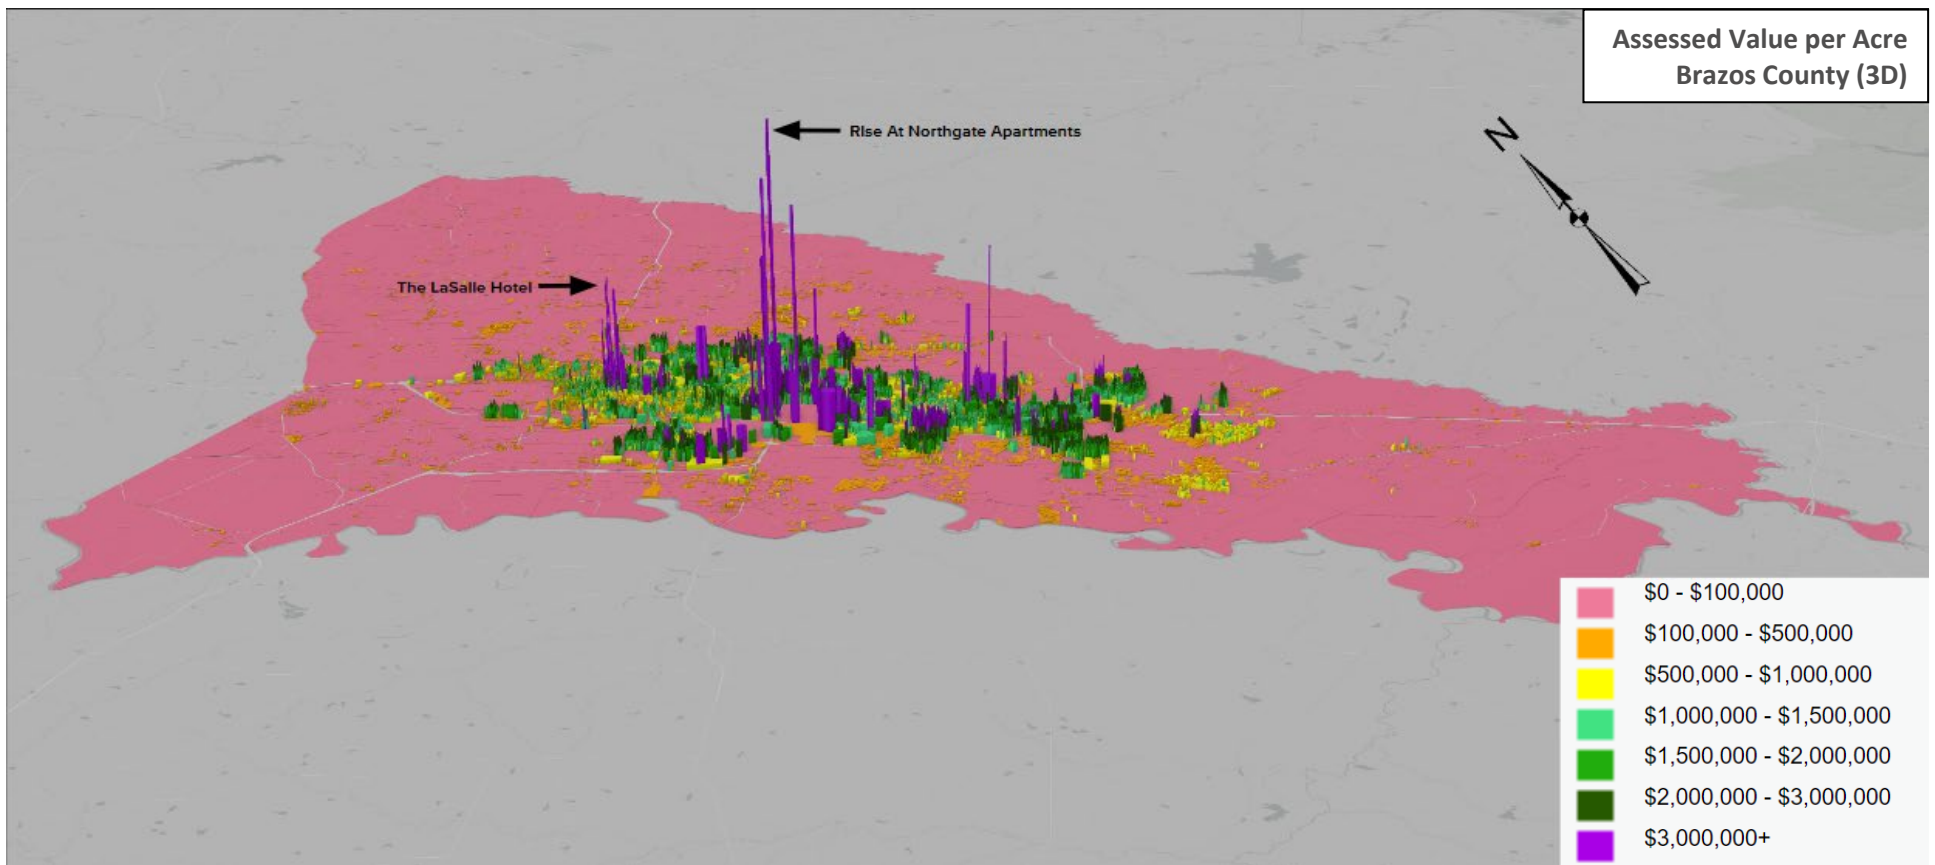 Assessed Value per Acre
Brazos County (3D)
N
RIse At Northgate Apartments
The LaSalle Hotel
$0 - $100,000
$100,000 - $500,000
$500,000 - $1,000,000
$1,000,000 - $1,500,000
$1,500,000 - $2,000,000
$2,000,000 - $3,000,000
$3,000,000+